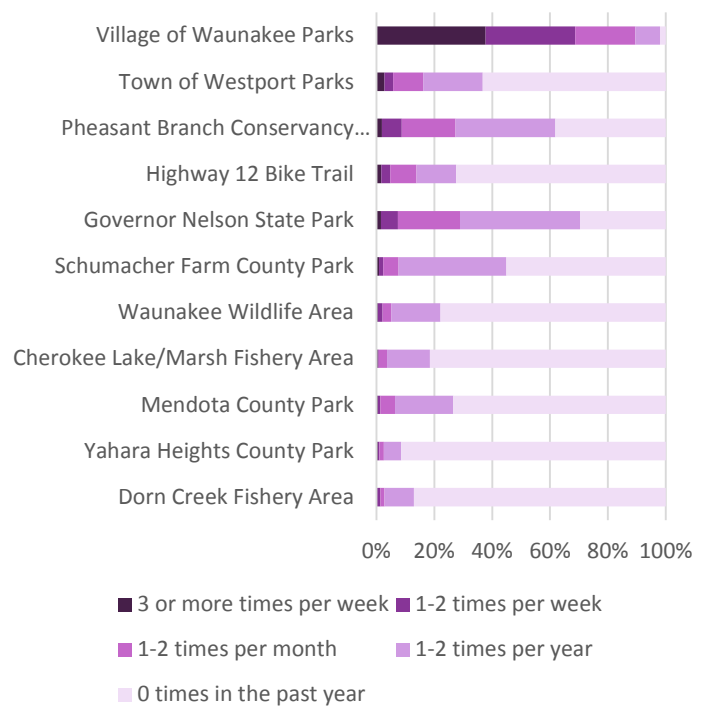 Village of Waunakee Parks
Town of Westport Parks
Pheasant Branch Conservancy...
Highway 12 Bike Trail
Governor Nelson State Park
Schumacher Farm County Park
Waunakee Wildlife Area
Cherokee Lake/Marsh Fishery Area
Mendota County Park
Yahara Heights County Park
Dorn Creek Fishery Area
0% 20% 40% 60% 80% 100%
3 or more times per week 1-2 times per week
1-2 times per month 1-2 times per year
0 times in the past year